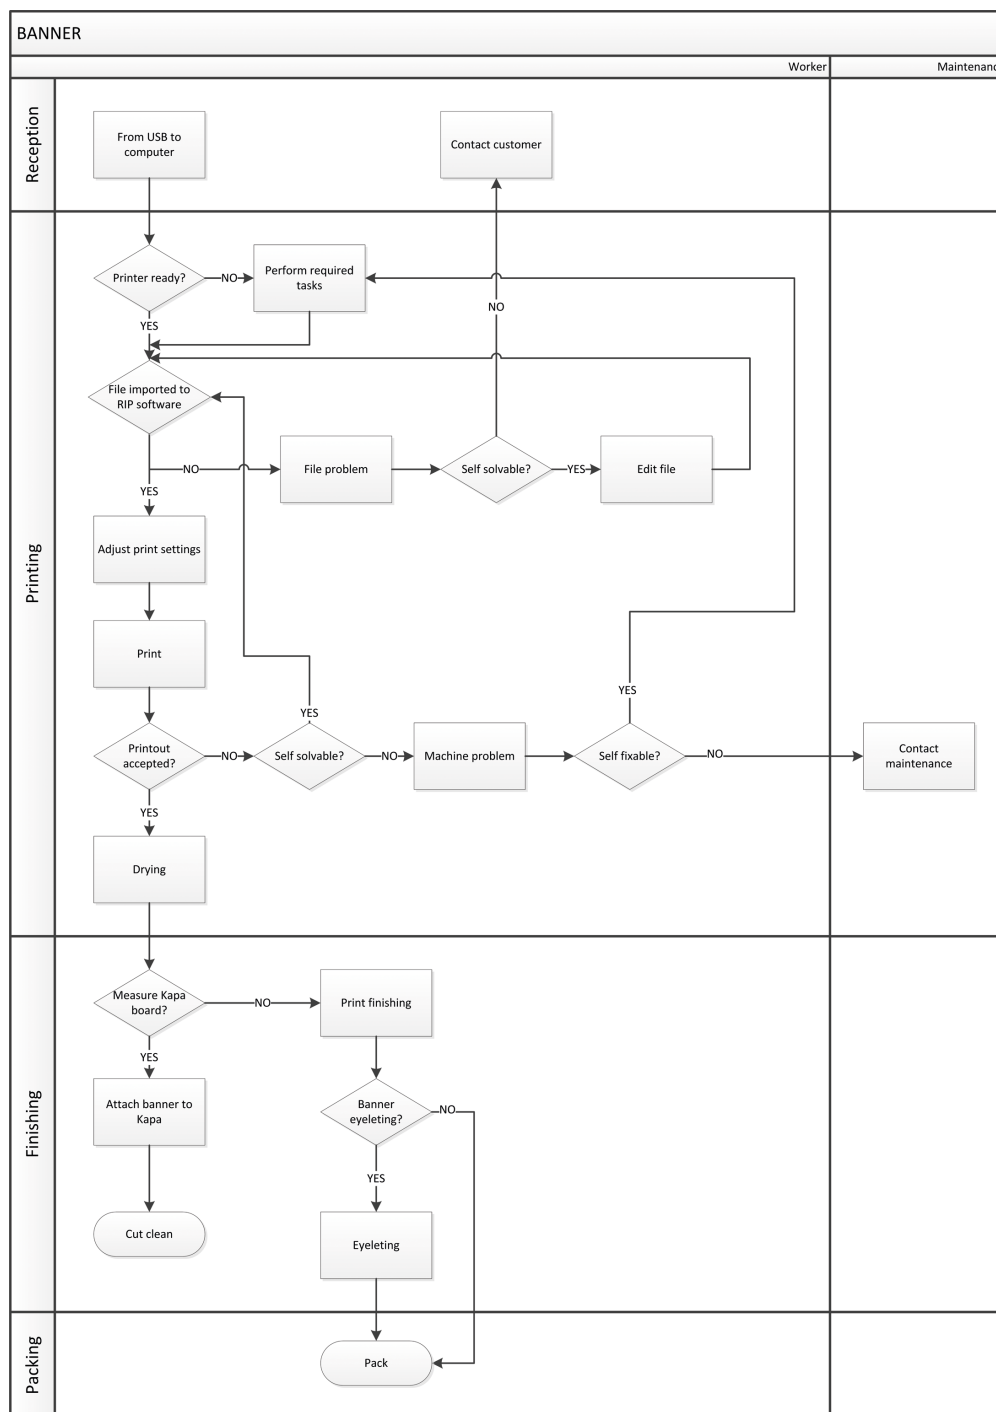 BANNER
Worker
Maintenanc
Reception
From USB to
computer
Contact customer
Printing
Printer ready?
NO
Perform required
tasks
NO
YES
File imported to
RIP software
NO
File problem
Self solvable?
YES
Edit file
YES
Adjust print settings
Print
YES
YES
Printout
accepted?
NO
Self solvable?
NO
Machine problem
Self fixable?
NO
Contact
maintenance
YES
Drying
Finishing
Measure Kapa
board?
NO
Print finishing
YES
Attach banner to
Kapa
Banner
eyeleting?
NO
YES
Cut clean
Eyeleting
Packing
Pack